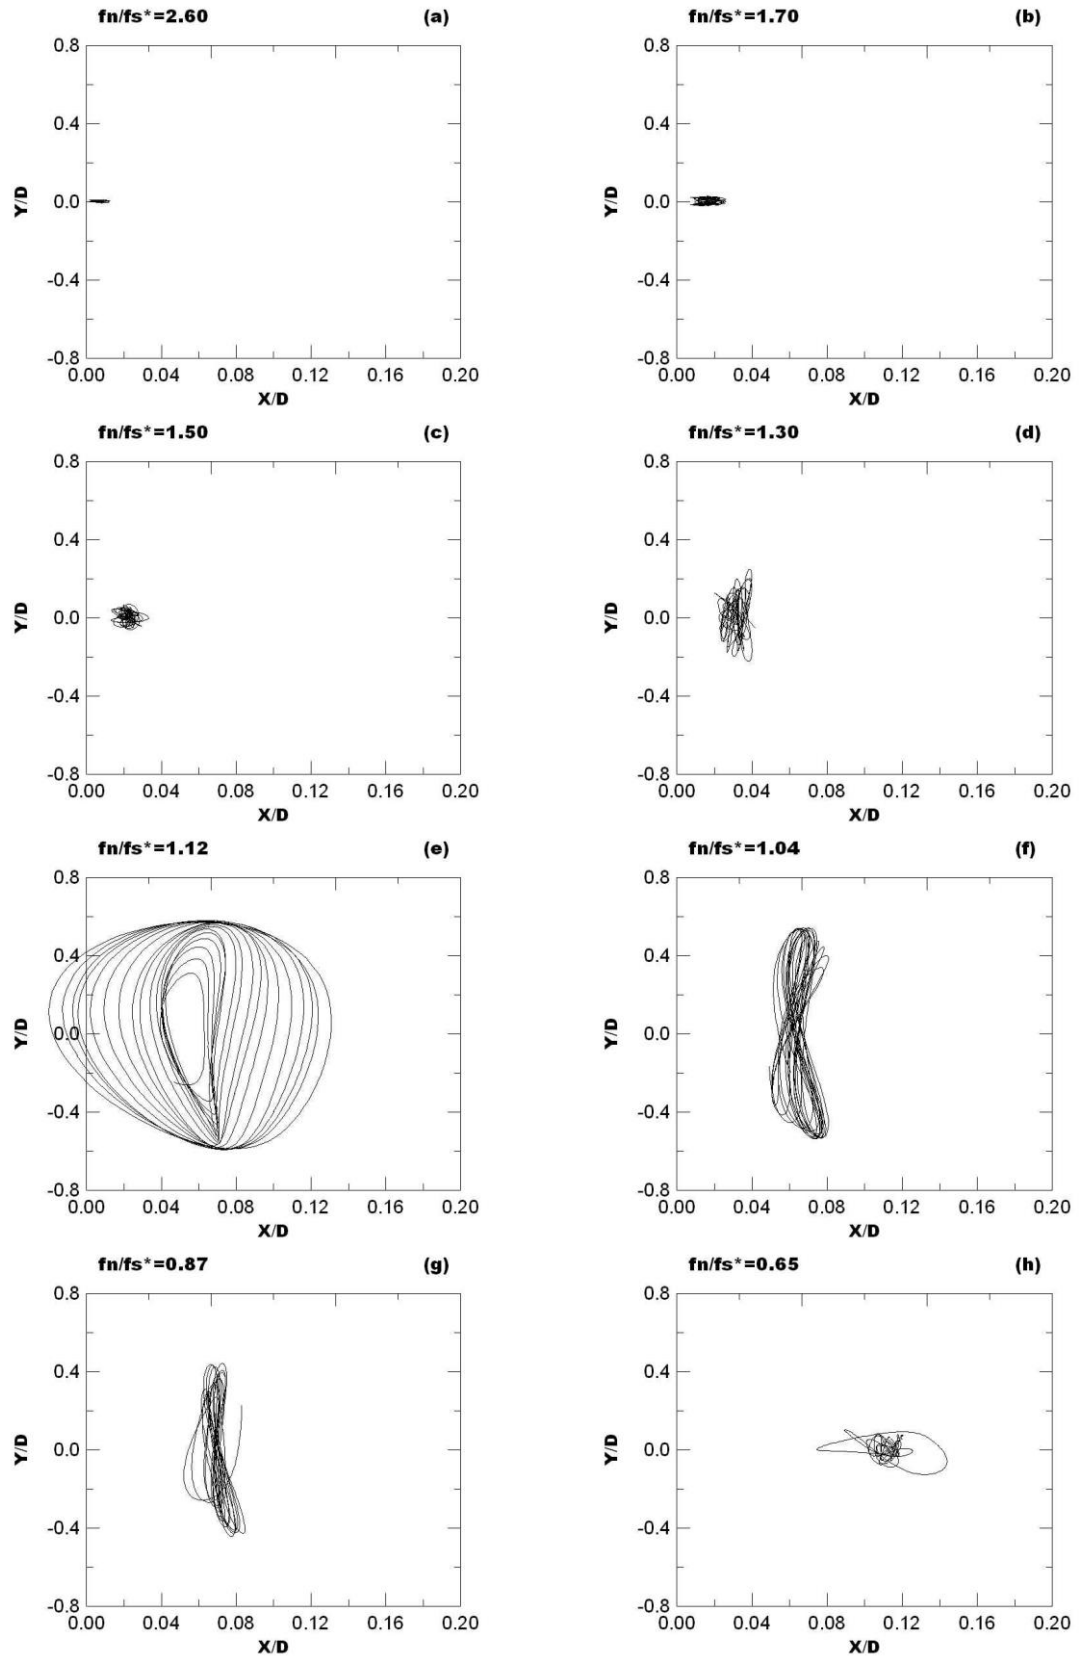 fn/fs*=2.60 (a)
0.8
0.4
0.0
-0.4
-0.8
Y/D
0.00 0.04 0.08 0.12 0.16 0.20
X/D
fn/fs*=1.70 (b)
0.8
0.4
0.0
-0.4
-0.8
Y/D
0.00 0.04 0.08 0.12 0.16 0.20
X/D
fn/fs*=1.50 (c)
0.8
0.4
0.0
-0.4
-0.8
Y/D
0.00 0.04 0.08 0.12 0.16 0.20
X/D
fn/fs*=1.30 (d)
0.8
0.4
0.0
-0.4
-0.8
Y/D
0.00 0.04 0.08 0.12 0.16 0.20
X/D
fn/fs*=1.12 (e)
0.8
0.4
0.0
-0.4
-0.8
Y/D
0.00 0.04 0.08 0.12 0.16 0.20
X/D
fn/fs*=1.04 (f)
0.8
0.4
0.0
-0.4
-0.8
Y/D
0.00 0.04 0.08 0.12 0.16 0.20
X/D
fn/fs*=0.87 (g)
0.8
0.4
0.0
-0.4
-0.8
Y/D
0.00 0.04 0.08 0.12 0.16 0.20
X/D
fn/fs*=0.65 (h)
0.8
0.4
0.0
-0.4
-0.8
Y/D
0.00 0.04 0.08 0.12 0.16 0.20
X/D